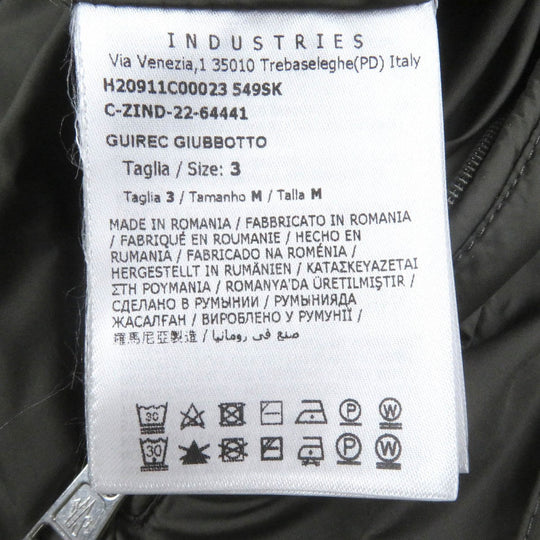 INDUSTRIES
Via Venezia,1 35010 Trebaseleghe(PD) Italy
H20911C00023 549SK
C-ZIND-22-64441
GUIREC GIUBBOTTO
Taglia / Size: 3
Taglia 3 / Tamanho M / Talla M
MADE IN ROMANIA / FABBRICATO IN ROMANIA
/ FABRIQUÉ EN ROUMANIE / HECHO EN
RUMANIA / FABRICADO NA ROMÉNIA /
HERGESTELLT IN RUMÄNIEN / ΚΑΤΑΣΚΕΥΑΖΕΤΑΙ
ΣΤΗ ΡΟΥΜΑΝΙΑ / ROMANYA'DA ÜRETİLMIŞTIR /
СДЕЛАНО В РУМЫНИИ / РУМЫНИЯДА
ЖАСАЛҒАН / ВИРОБЛЕНО У РУМУНІЇ /
羅馬尼亞製造 / صنع في رومانيا
30 P W
30 P W